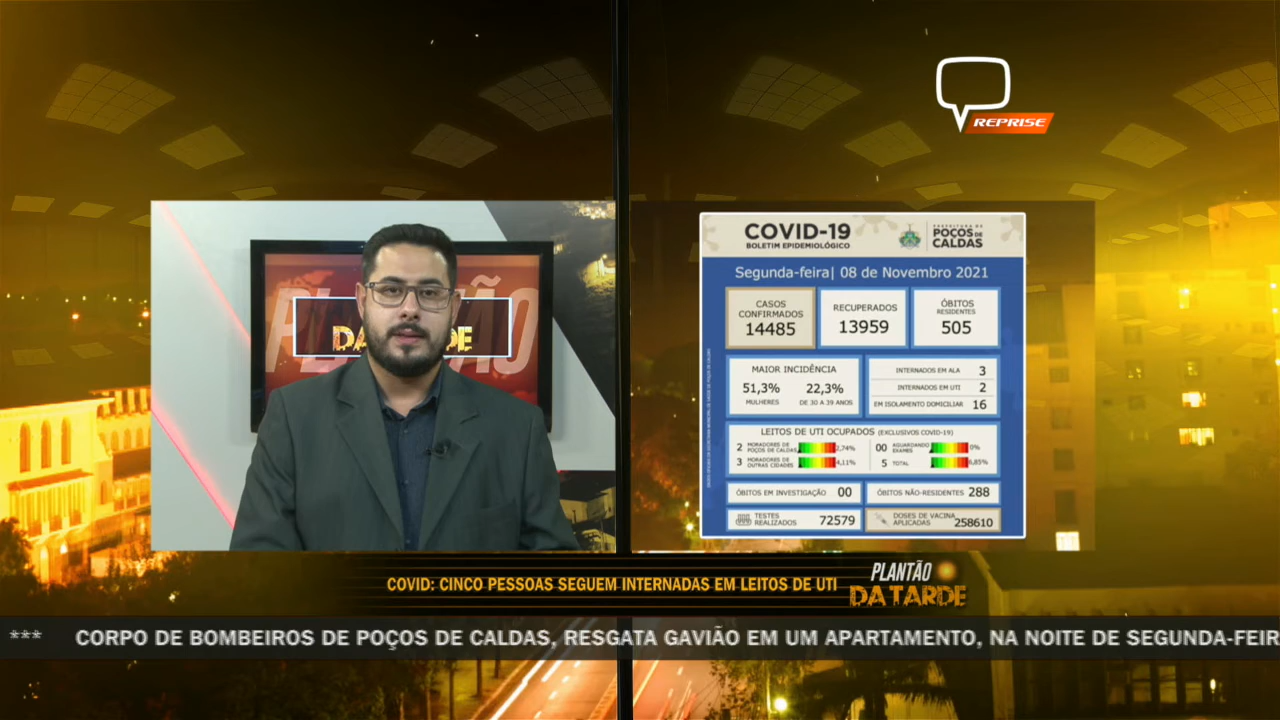 REPRISE
PLANTÃO
DA TARDE
COVID-19
BOLETIM EPIDEMIOLÓGICO
PREFEITURA DE
POÇOS DE
CALDAS
Segunda-feira| 08 de Novembro 2021
CASOS
CONFIRMADOS
14485
RECUPERADOS
13959
ÓBITOS
RESIDENTES
505
MAIOR INCIDÊNCIA
51,3%
MULHERES
22,3%
DE 30 A 39 ANOS
INTERNADOS EM ALA 3
INTERNADOS EM UTI 2
EM ISOLAMENTO DOMICILIAR 16
LEITOS DE UTI OCUPADOS (EXCLUSIVOS COVID-19)
2 MORADORES DE
POÇOS DE CALDAS 2,74%
3 MORADORES DE
OUTRAS CIDADES 4,11%
00 AGUARDANDO
EXAMES 0%
5 TOTAL 6,85%
ÓBITOS EM INVESTIGAÇÃO 00
ÓBITOS NÃO-RESIDENTES 288
TESTES
REALIZADOS 72579
DOSES DE VACINA
APLICADAS 258610
COVID: CINCO PESSOAS SEGUEM INTERNADAS EM LEITOS DE UTI
PLANTÃO
DA TARDE
*** CORPO DE BOMBEIROS DE POÇOS DE CALDAS, RESGATA GAVIÃO EM UM APARTAMENTO, NA NOITE DE SEGUNDA-FEIR